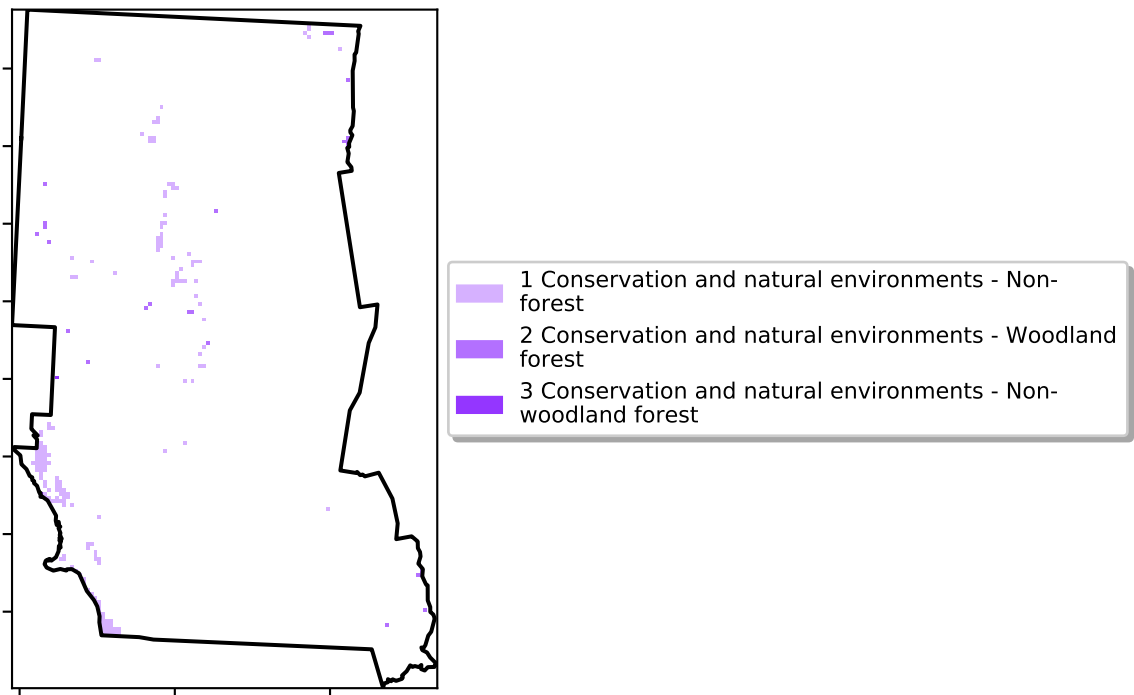 1 Conservation and natural environments - Non-
forest
2 Conservation and natural environments - Woodland
forest
3 Conservation and natural environments - Non-
woodland forest